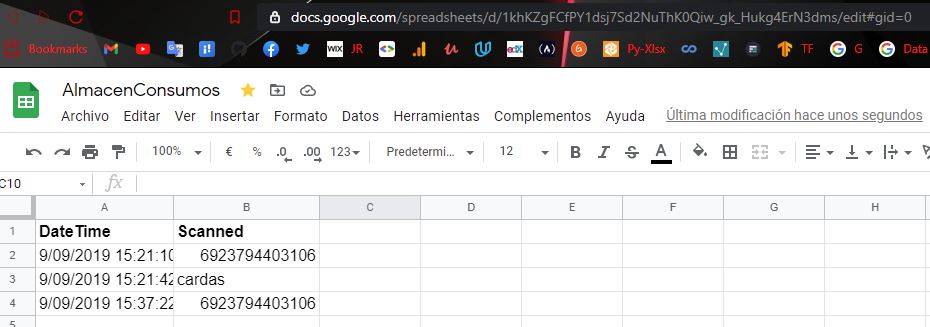 docs.google.com/spreadsheets/d/1khKZgFCfPY1dsj7Sd2NuThK0Qiw_gk_Hukg4ErN3dms/edit#gid=0
Bookmarks JR Py-Xlsx TF G Data
AlmacenConsumos
Archivo Editar Ver Insertar Formato Datos Herramientas Complementos Ayuda Última modificación hace unos segundos
100% € % .0 .00 123 Predetermi... 12 B I S A
C10 fx
A B C D E F G H
1 DateTime Scanned
2 9/09/2019 15:21:10 6923794403106
3 9/09/2019 15:21:42 cardas
4 9/09/2019 15:37:22 6923794403106
5